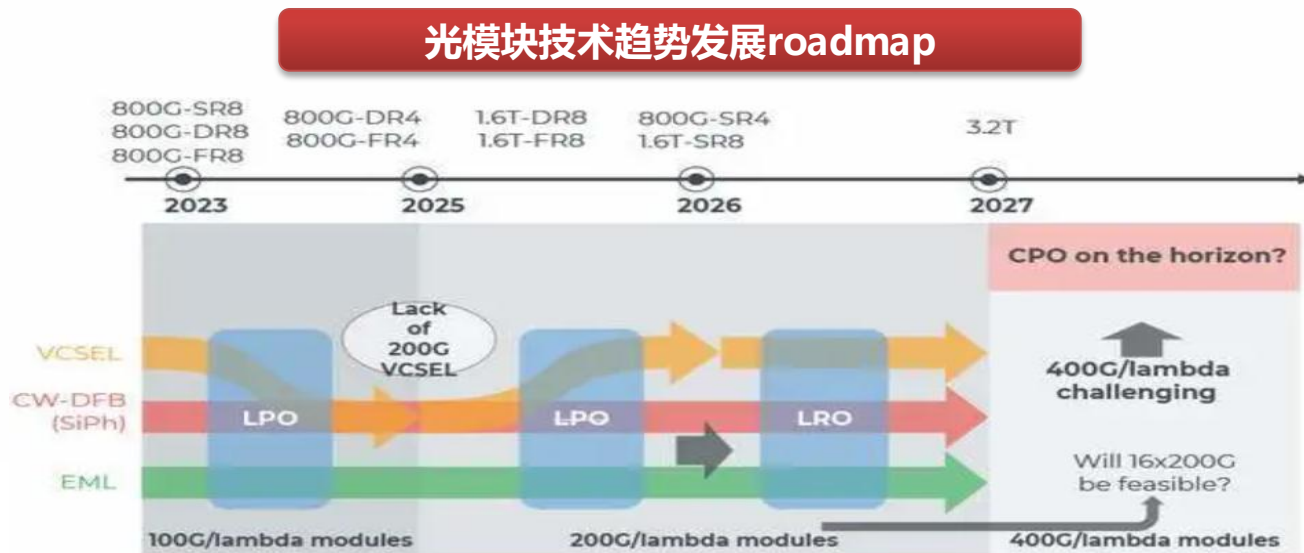 光模块技术趋势发展roadmap
800G-SR8
800G-DR8
800G-FR8
800G-DR4
800G-FR4
1.6T-DR8
1.6T-FR8
800G-SR4
1.6T-SR8
3.2T
2023
2025
2026
2027
CPO on the horizon?
Lack
of
200G
VCSEL
VCSEL
CW-DFB
(SiPh)
EML
LPO
LPO
LRO
400G/lambda
challenging
Will 16x200G
be feasible?
100G/lambda modules
200G/lambda modules
400G/lambda modules